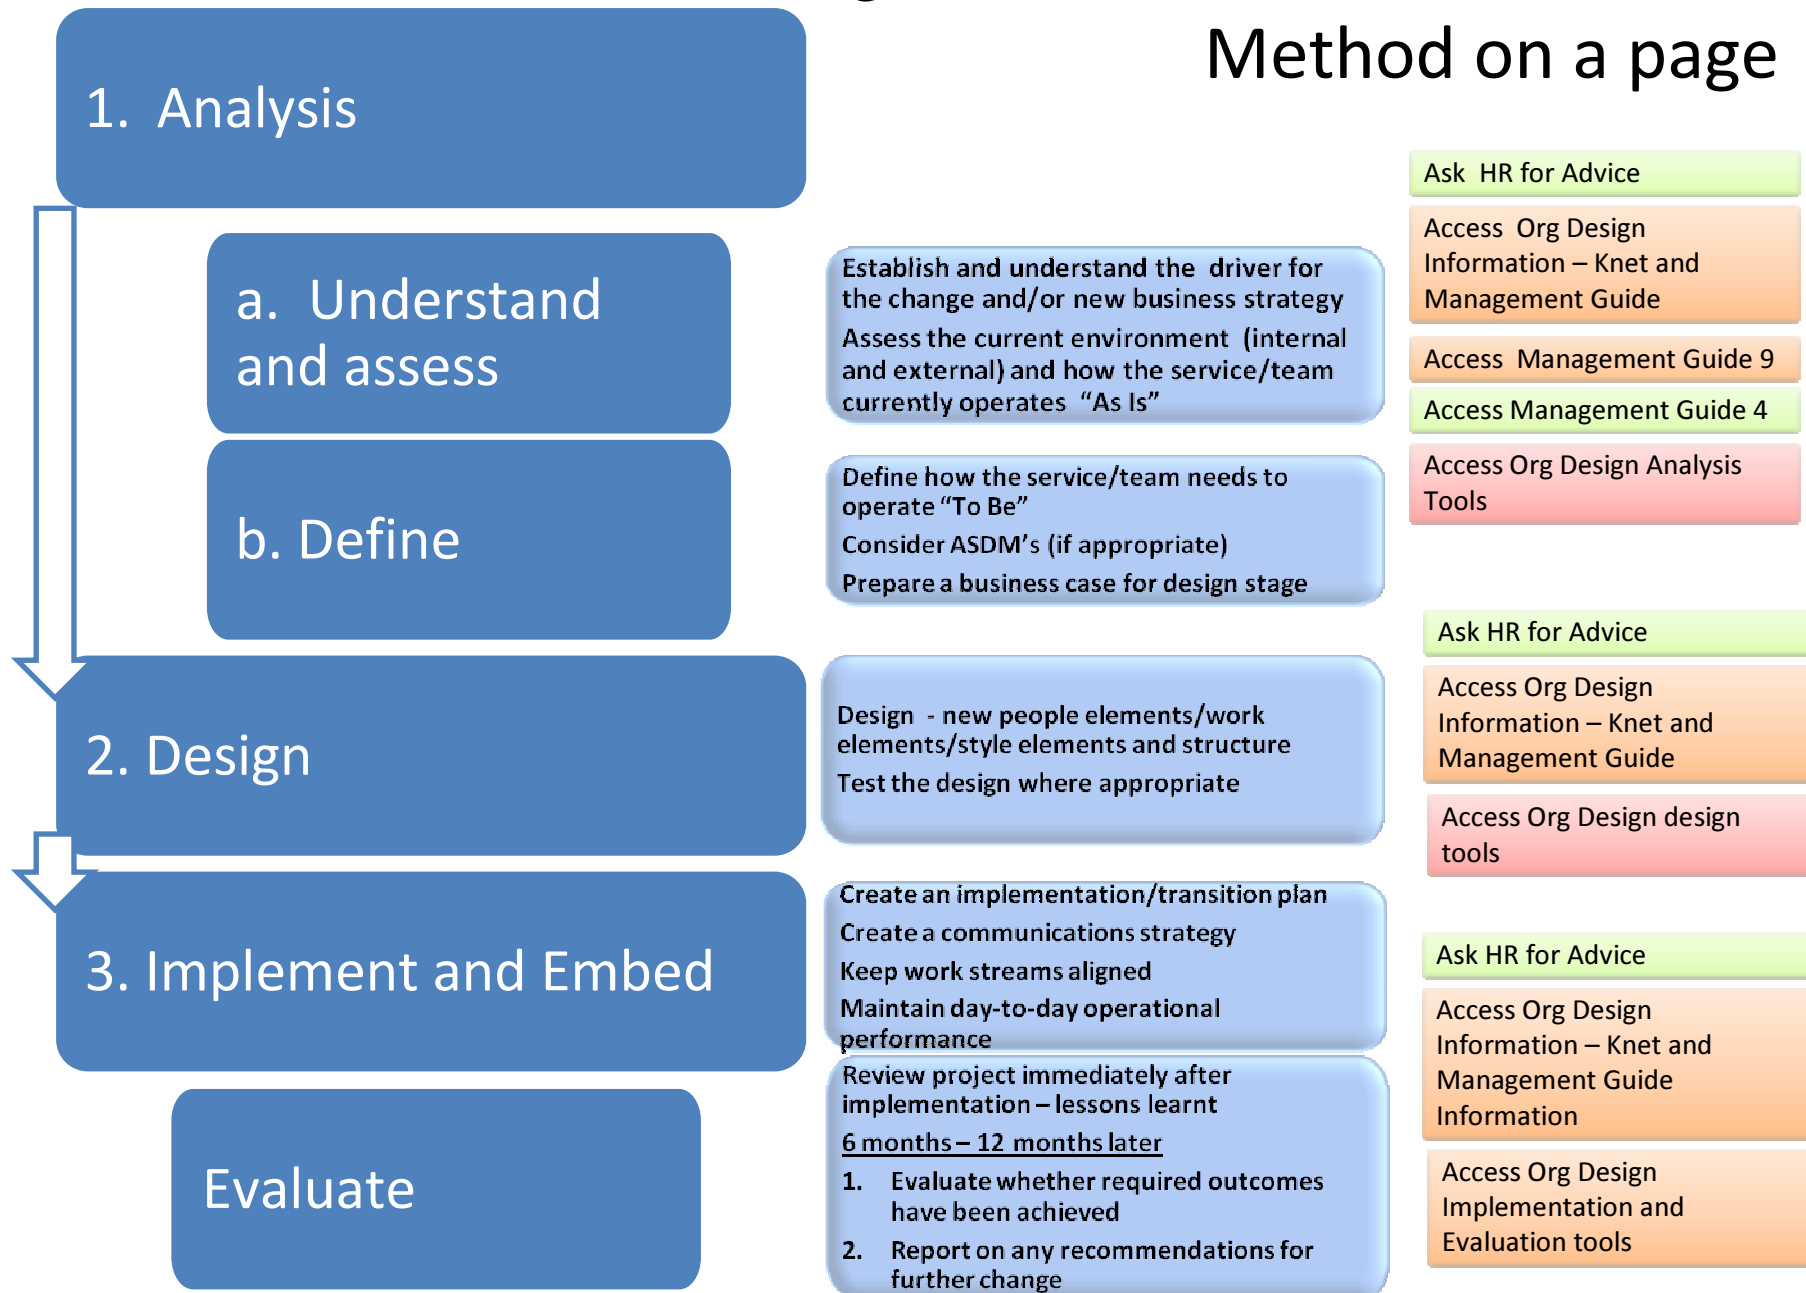 Method on a page
1. Analysis
Ask HR for Advice
Access Org Design
Information – Knet and
Management Guide
Access Management Guide 9
Access Management Guide 4
Access Org Design Analysis
Tools
a. Understand
and assess
Establish and understand the driver for
the change and/or new business strategy
Assess the current environment (internal
and external) and how the service/team
currently operates “As Is”
b. Define
Define how the service/team needs to
operate “To Be”
Consider ASDM’s (if appropriate)
Prepare a business case for design stage
2. Design
Design - new people elements/work
elements/style elements and structure
Test the design where appropriate
Ask HR for Advice
Access Org Design
Information – Knet and
Management Guide
Access Org Design design
tools
3. Implement and Embed
Create an implementation/transition plan
Create a communications strategy
Keep work streams aligned
Maintain day-to-day operational
performance
Ask HR for Advice
Access Org Design
Information – Knet and
Management Guide
Information
Access Org Design
Implementation and
Evaluation tools
Evaluate
Review project immediately after
implementation – lessons learnt
6 months – 12 months later
1. Evaluate whether required outcomes
have been achieved
2. Report on any recommendations for
further change